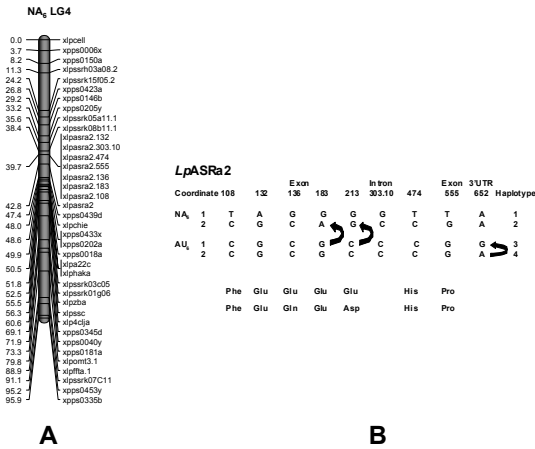 NA6 LG4
0.0 xlpcell
3.7 xpps0006x
8.2 xpps0150a
11.3 xlpssrh03a08.2
24.2 xlpssrk15f05.2
26.8 xpps0423a
29.2 xpps0146b
33.2 xpps0205y
35.6 xlpssrk05a11.1
38.4 xlpssrk08b11.1
xlpasra2.132
xlpasra2.303.10
xlpasra2.474
39.7 xlpasra2.555
xlpasra2.136
xlpasra2.183
xlpasra2.108
42.8 xlpasra2
47.4 xpps0439d
48.0 xlpchie
xpps0433x
48.6 xpps0202a
49.9 xpps0018a
xlpa22c
50.5 xlphaka
51.8 xlpssrk03c05
52.5 xlpssrk01g06
55.5 xlpzba
56.3 xlpssc
60.6 xlp4clja
69.1 xpps0345d
71.9 xpps0040y
73.3 xpps0181a
79.8 xlpomt3.1
88.9 xlpffta.1
91.1 xlpssrk07C11
95.2 xpps0453y
95.9 xpps0335b
A
LpASRa2
Exon Intron Exon 3'UTR
Coordinate 108 132 136 183 213 303.10 474 555 652 Haplotype
NA6 1 T A G G G G T T A 1
2 C G C A G C C G A 2
AU6 1 C G C G C C C G G 3
2 C G C G C C C G A 4
Phe Glu Glu Glu Glu His Pro
Phe Glu Gln Glu Asp His Pro
B